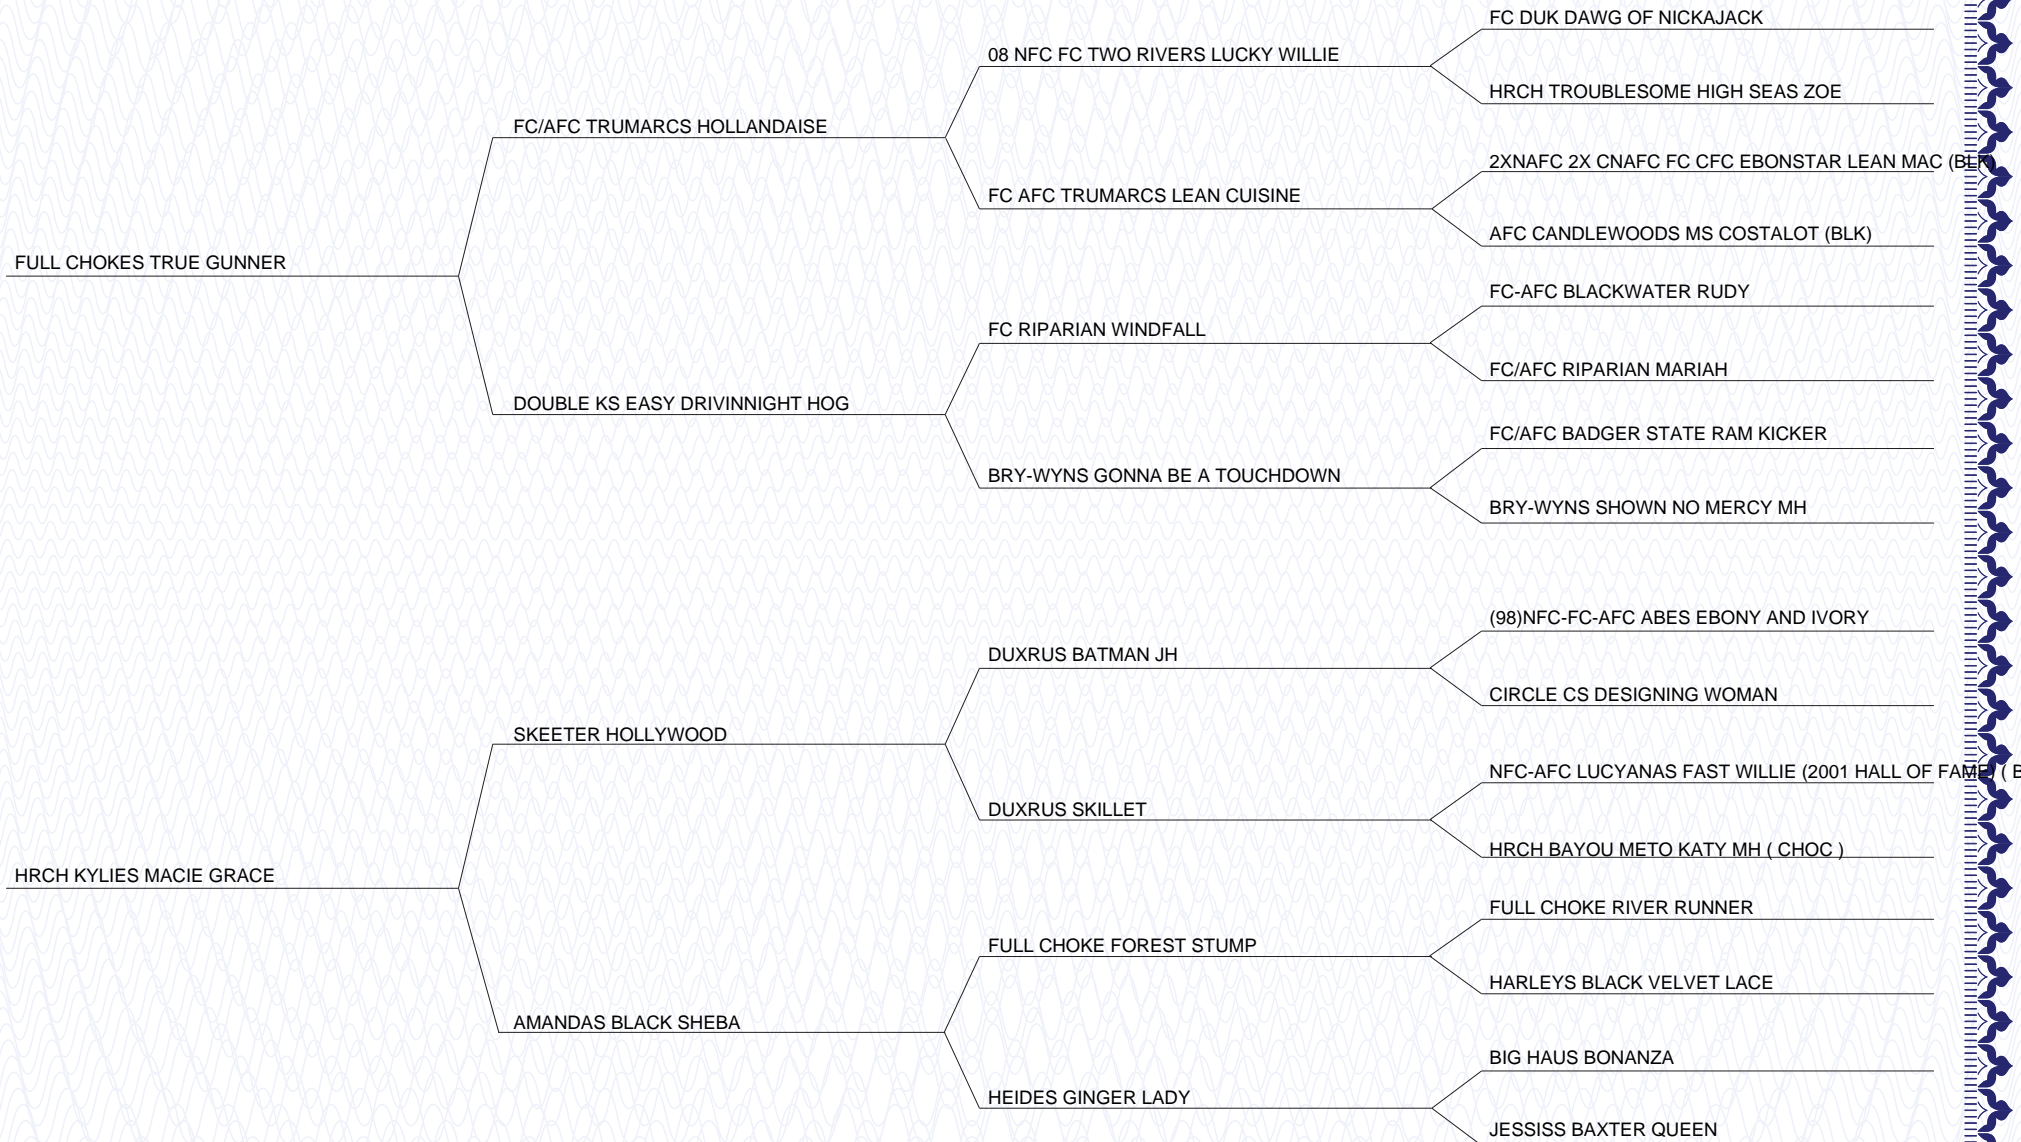 FC DUK DAWG OF NICKAJACK
08 NFC FC TWO RIVERS LUCKY WILLIE
HRCH TROUBLESOME HIGH SEAS ZOE
FC/AFC TRUMARCS HOLLANDAISE
2XNAFC 2X CNAFC FC CFC EBONSTAR LEAN MAC (BLK)
FC AFC TRUMARCS LEAN CUISINE
AFC CANDLEWOODS MS COSTALOT (BLK)
FULL CHOKES TRUE GUNNER
FC-AFC BLACKWATER RUDY
FC RIPARIAN WINDFALL
FC/AFC RIPARIAN MARIAH
DOUBLE KS EASY DRIVINNIGHT HOG
FC/AFC BADGER STATE RAM KICKER
BRY-WYNS GONNA BE A TOUCHDOWN
BRY-WYNS SHOWN NO MERCY MH
(98)NFC-FC-AFC ABES EBONY AND IVORY
DUXRUS BATMAN JH
CIRCLE CS DESIGNING WOMAN
SKEETER HOLLYWOOD
NFC-AFC LUCYANAS FAST WILLIE (2001 HALL OF FAME) ( B
DUXRUS SKILLET
HRCH BAYOU METO KATY MH ( CHOC )
HRCH KYLIES MACIE GRACE
FULL CHOKE RIVER RUNNER
FULL CHOKE FOREST STUMP
HARLEYS BLACK VELVET LACE
AMANDAS BLACK SHEBA
BIG HAUS BONANZA
HEIDES GINGER LADY
JESSISS BAXTER QUEEN